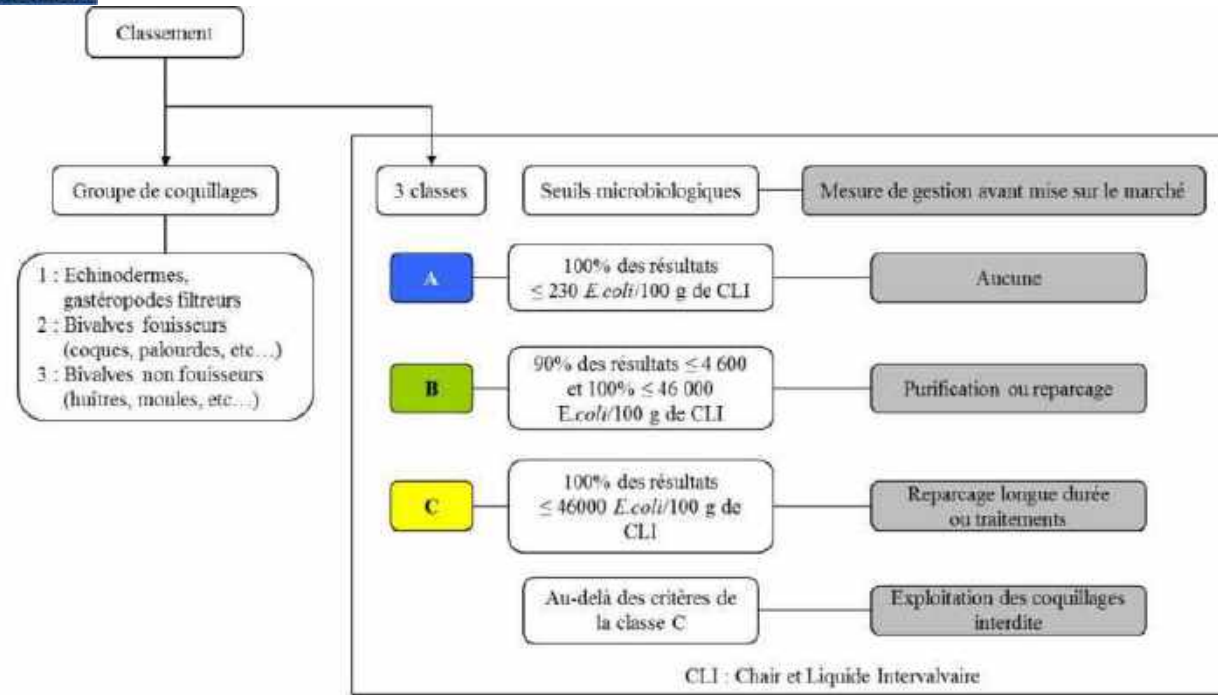 Classement
Groupe de coquillages
3 classes
Seuils microbiologiques
Mesure de gestion avant mise sur le marché
1 : Echinodermes,
gastéropodes filtreurs
2 : Bivalves fouisseurs
(coques, palourdes, etc…)
3 : Bivalves non fouisseurs
(huîtres, moules, etc…)
A
100% des résultats
≤ 230 E.coli/100 g de CLI
Aucune
B
90% des résultats ≤ 4 600
et 100% ≤ 46 000
E.coli/100 g de CLI
Purification ou reparcage
C
100% des résultats
≤ 46000 E.coli/100 g de
CLI
Reparcage longue durée
ou traitements
Au-delà des critères de
la classe C
Exploitation des coquillages
interdite
CLI : Chair et Liquide Intervalvaire